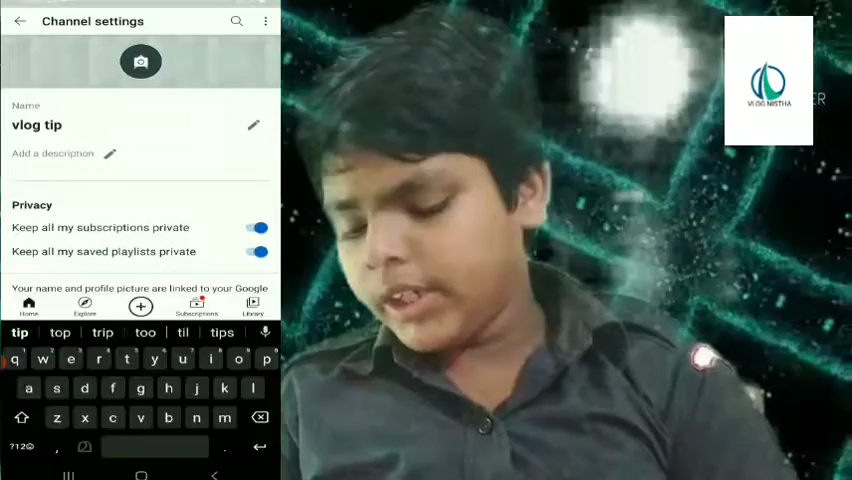 Channel settings
Name
vlog tip
Add a description
Privacy
Keep all my subscriptions private
Keep all my saved playlists private
Your name and profile picture are linked to your Google
Home Explore Subscriptions Library
tip top trip too til tips
q w e r t y u i o p
a s d f g h j k l
z x c v b n m
?12☺ , .
VLOG NISTHA
ER